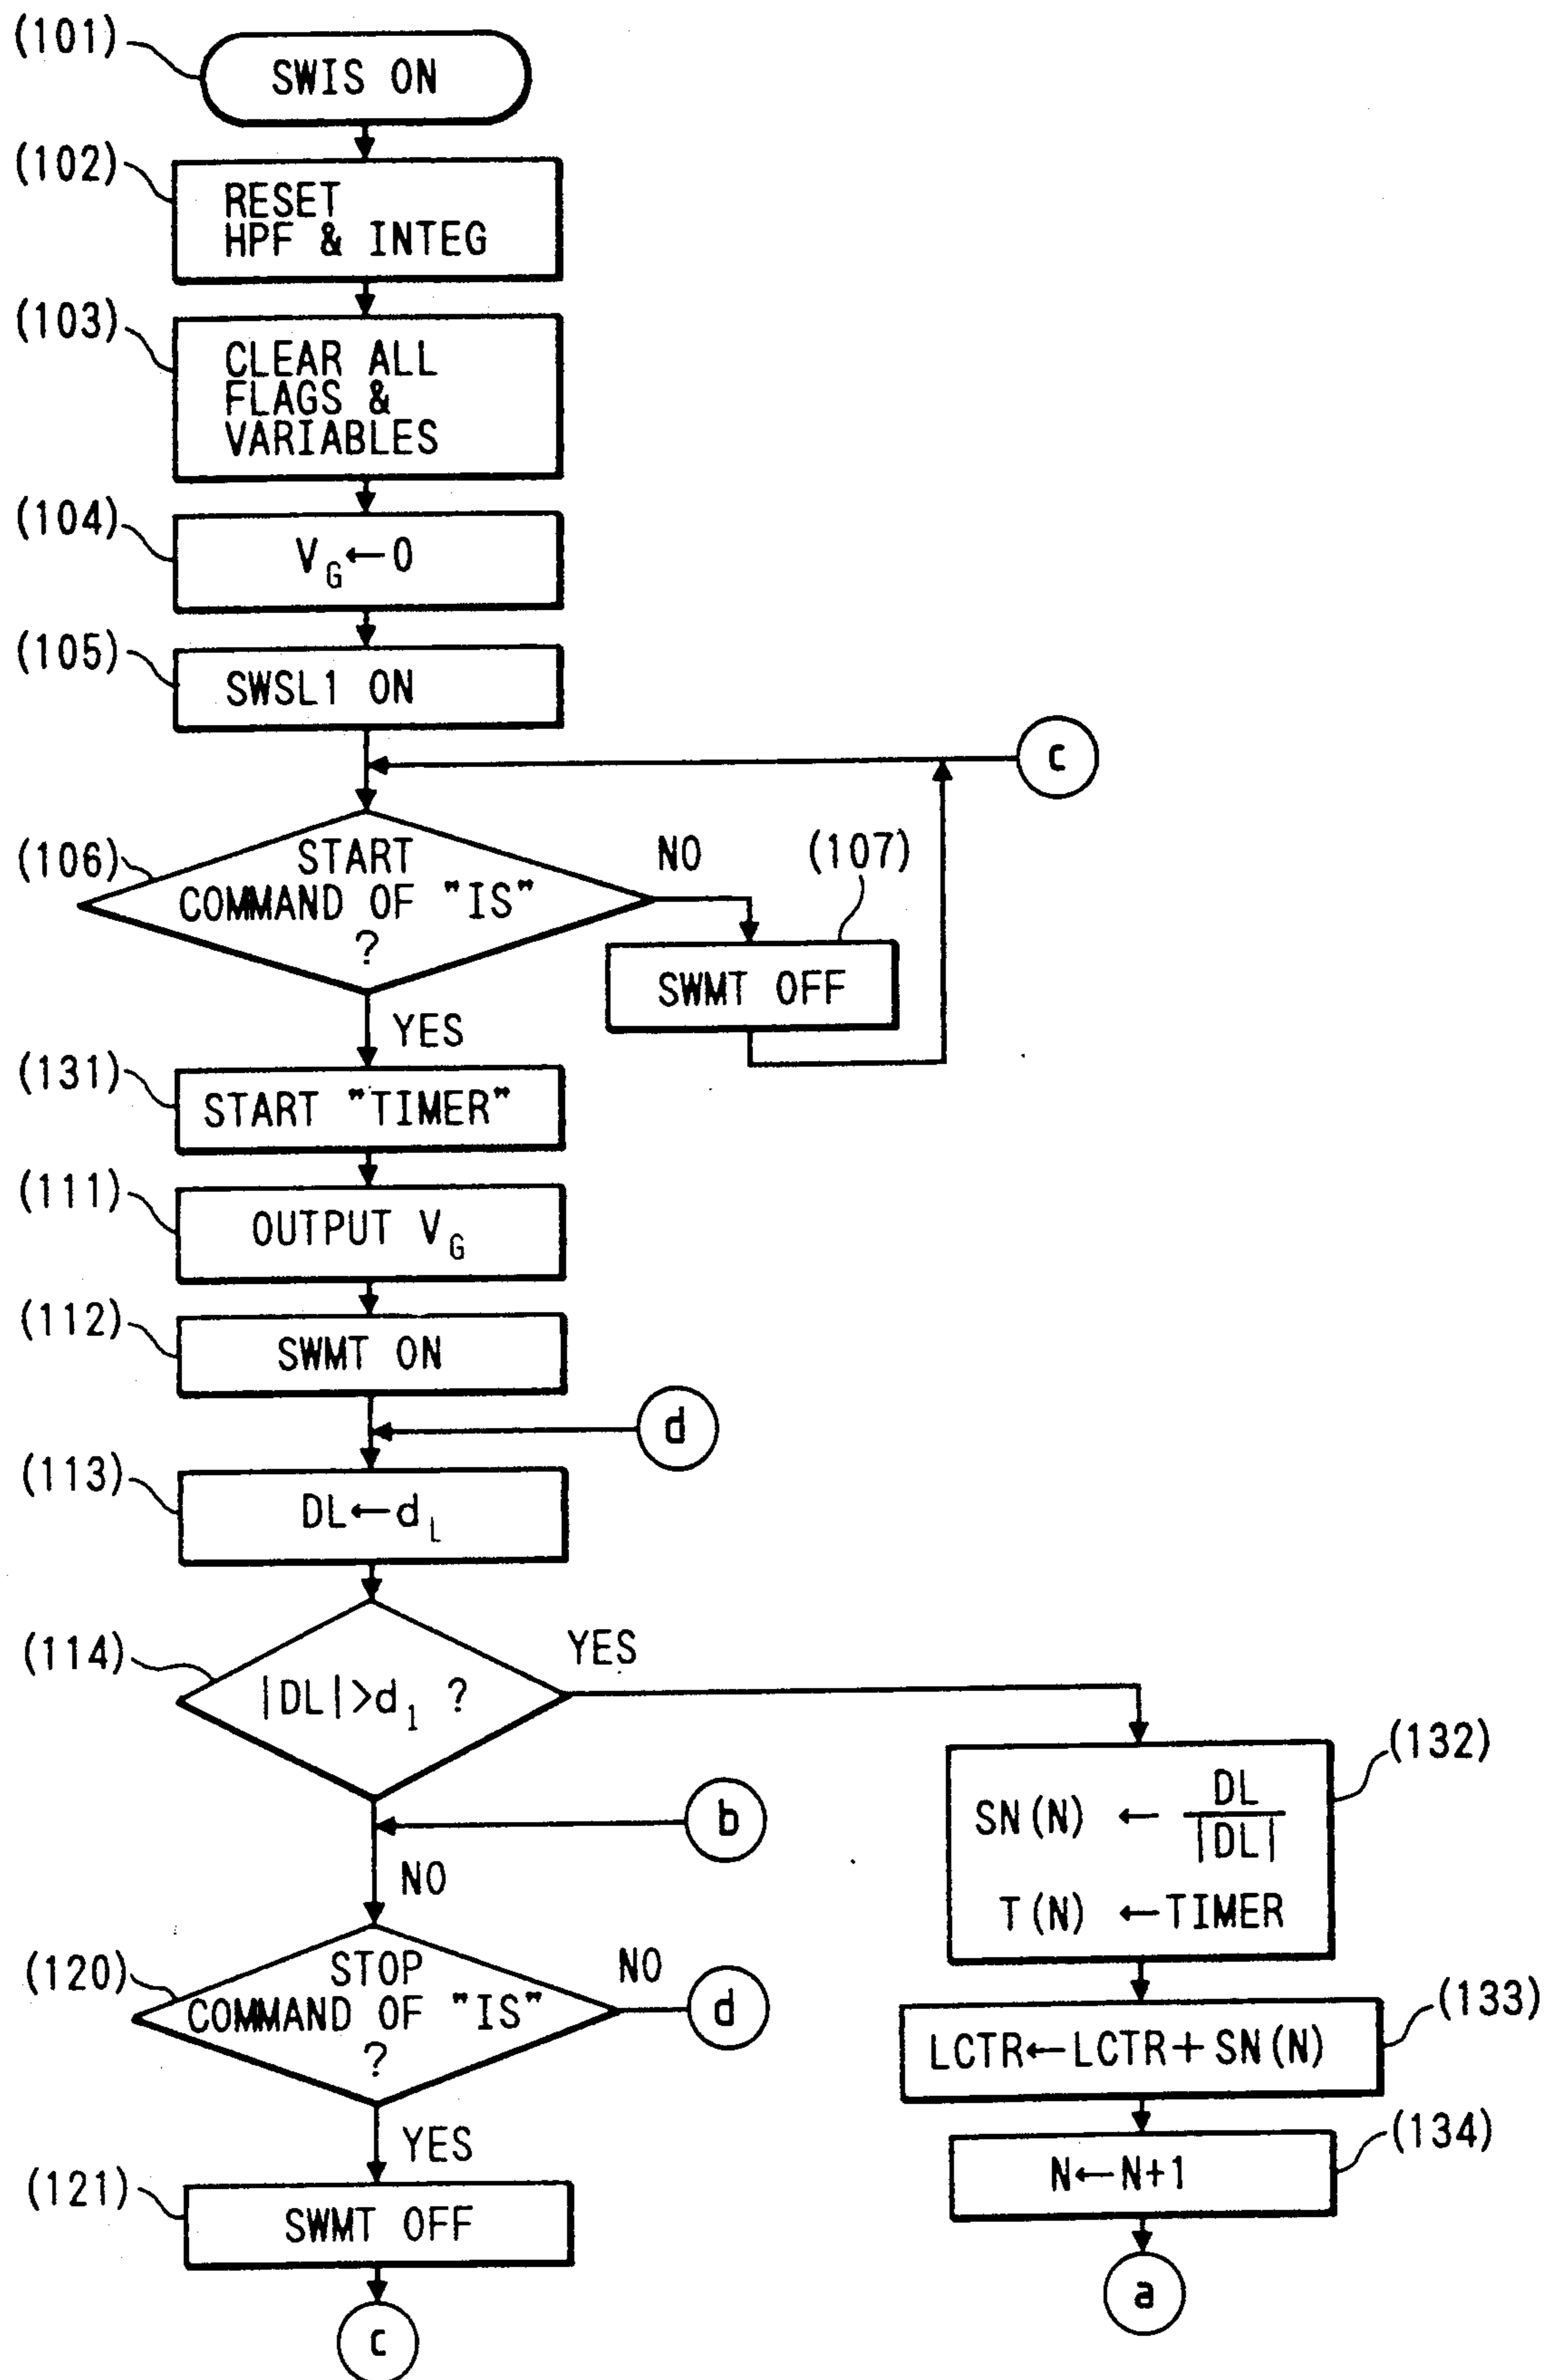 (101)
SWIS ON
(102)
RESET
HPF & INTEG
(103)
CLEAR ALL
FLAGS &
VARIABLES
(104)
V_G←0
(105)
SWSL1 ON
c
(106)
START
COMMAND OF "IS"
?
NO
(107)
SWMT OFF
YES
(131)
START "TIMER"
(111)
OUTPUT V_G
(112)
SWMT ON
d
(113)
DL←d_L
(114)
|DL|>d_1 ?
YES
(132)
SN(N) ← DL
|DL|
T(N) ←TIMER
b
NO
(120)
STOP
COMMAND OF "IS"
?
NO
d
(133)
LCTR←LCTR+SN(N)
YES
(134)
N←N+1
(121)
SWMT OFF
a
c